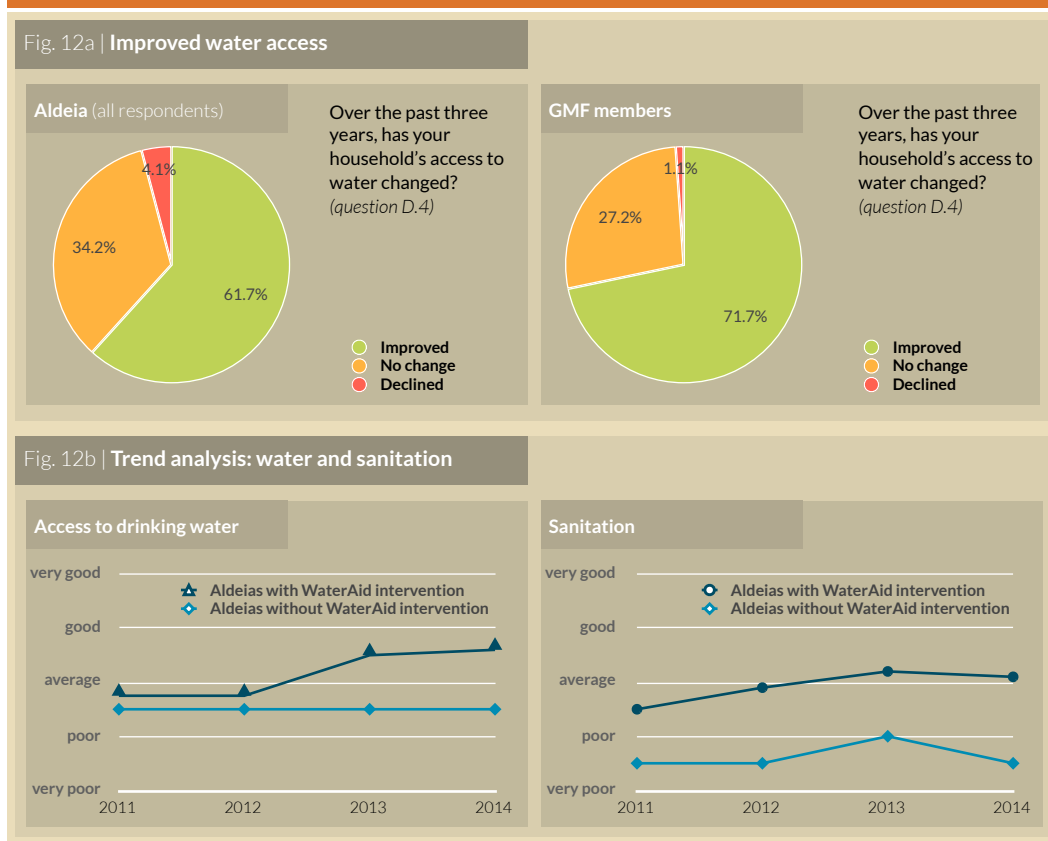 Fig. 12a | Improved water access
Aldeia (all respondents)
Over the past three
years, has your
household's access to
water changed?
(question D.4)
4.1%
34.2%
61.7%
Improved
No change
Declined
GMF members
Over the past three
years, has your
household's access to
water changed?
(question D.4)
1.1%
27.2%
71.7%
Improved
No change
Declined
Fig. 12b | Trend analysis: water and sanitation
Access to drinking water
very good
Aldeias with WaterAid intervention
Aldeias without WaterAid intervention
good
average
poor
very poor
2011 2012 2013 2014
Sanitation
very good
Aldeias with WaterAid intervention
Aldeias without WaterAid intervention
good
average
poor
very poor
2011 2012 2013 2014